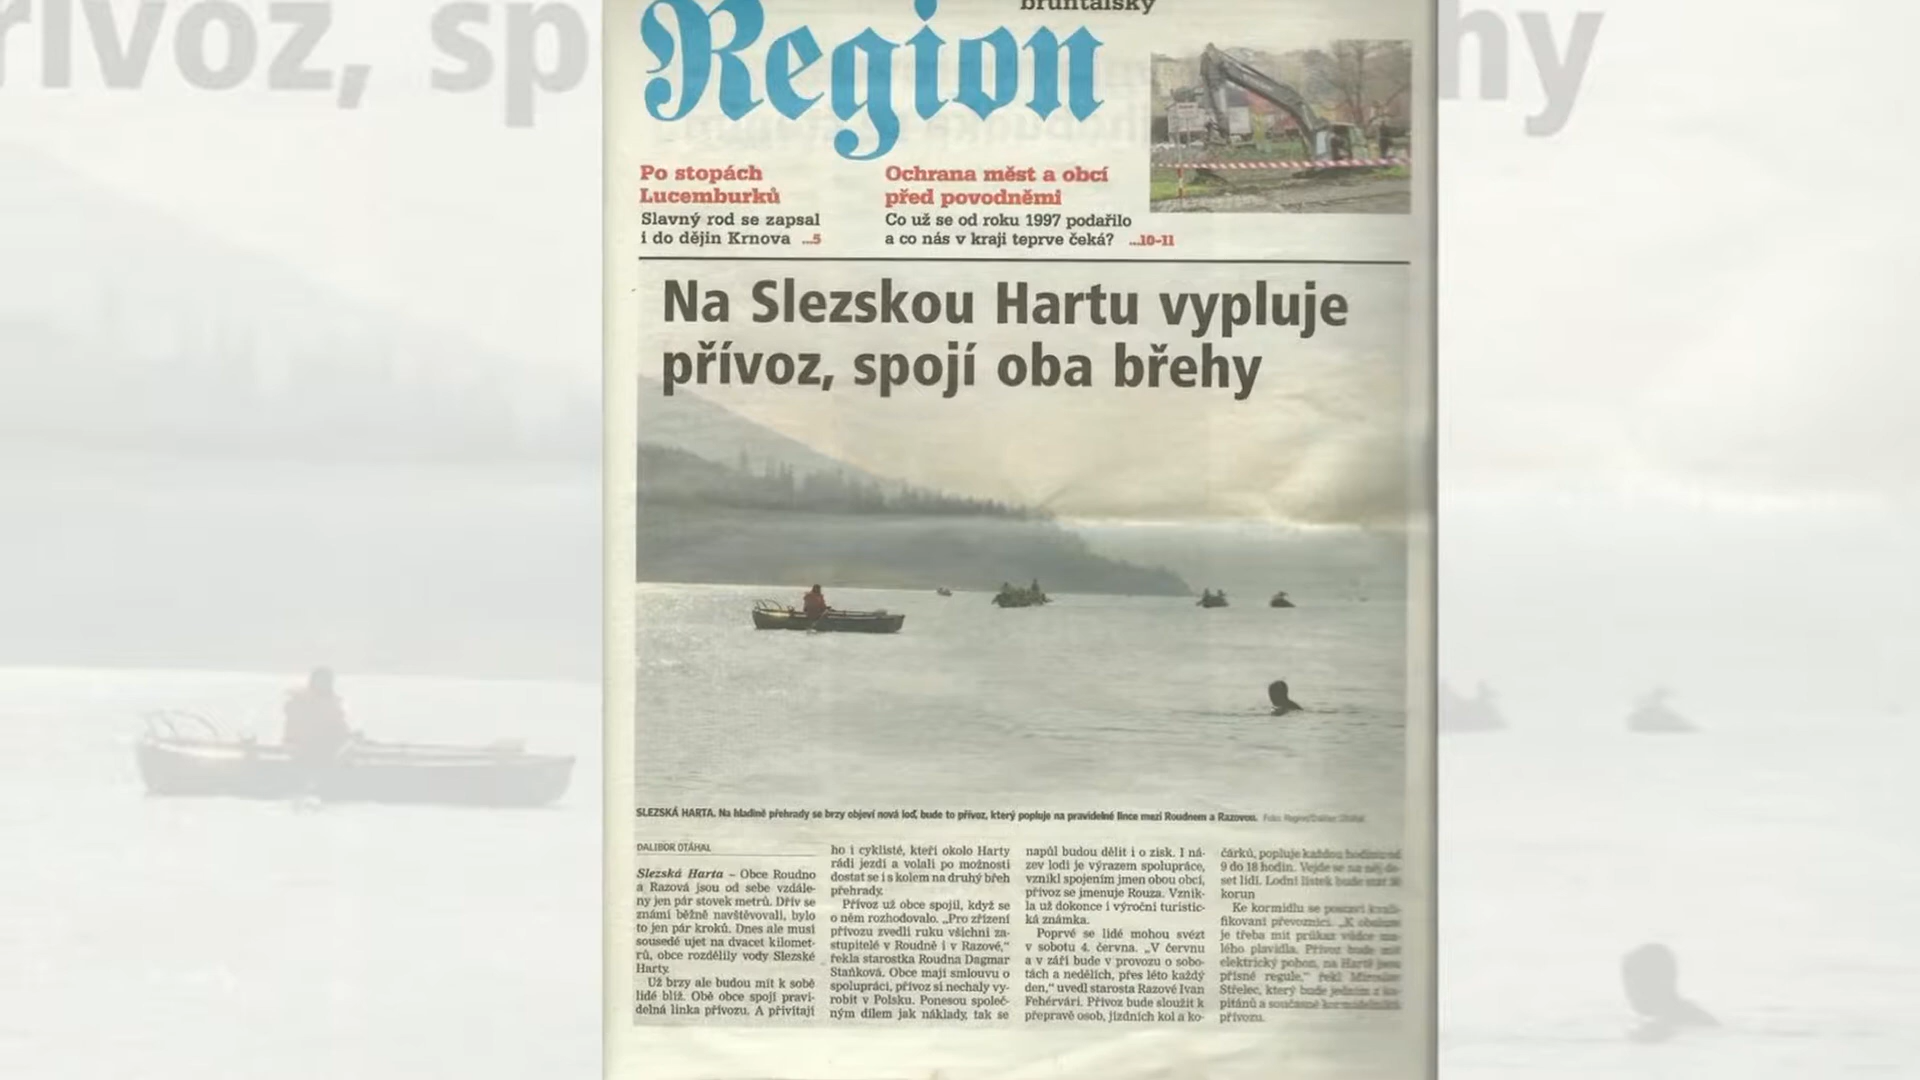 bruntálský
Region
Po stopách
Lucemburků
Slavný rod se zapsal
i do dějin Krnova ...5
Ochrana měst a obcí
před povodněmi
Co už se od roku 1997 podařilo
a co nás v kraji teprve čeká? ...10-11
Na Slezskou Hartu vypluje
přívoz, spojí oba břehy
SLEZSKÁ HARTA. Na hladině přehrady se brzy objeví nová loď, bude to přívoz, který popluje na pravidelné lince mezi Roudnem a Razovou.
DALIBOR OTÁHAL
Slezská Harta – Obce Roudno
a Razová jsou od sebe vzdále-
ny jen pár stovek metrů. Dřív se
známí běžně navštěvovali, bylo
to jen pár kroků. Dnes ale musí
sousedé ujet na dvacet kilomet-
rů, obce rozdělily vody Slezské
Harty.
Už brzy ale budou mít k sobě
lidé blíž. Obě obce spojí pravi-
delná linka přívozu. A přivítají
ho i cyklisté, kteří okolo Harty
rádi jezdí a volali po možnosti
dostat se i s kolem na druhý břeh
přehrady.
Přívoz už obce spojil, když se
o něm rozhodovalo. „Pro zřízení
přívozu zvedli ruku všichni za-
stupitelé v Roudně i v Razové,“
řekla starostka Roudna Dagmar
Staňková. Obce mají smlouvu o
spolupráci, přívoz si nechaly vy-
robit v Polsku. Ponesou společ-
ným dílem jak náklady, tak se
napůl budou dělit i o zisk. I ná-
zev lodi je výrazem spolupráce,
vznikl spojením jmen obou obcí,
přívoz se jmenuje Rouza. Vznik-
la už dokonce i výroční turistic-
ká známka.
Poprvé se lidé mohou svézt
v sobotu 4. června. „V červnu
a v září bude v provozu o sobo-
tách a nedělích, přes léto každý
den,“ uvedl starosta Razové Ivan
Fehérvári. Přívoz bude sloužit k
přepravě osob, jízdních kol a ko-
čárků, popluje každou hodinu od
9 do 18 hodin. Vejde se na něj de-
set lidí. Lodní lístek bude stát
korun
Ke kormidlu se postaví kvali-
fikovaní převozníci. „K obsluze
je třeba mít průkaz vůdce ma-
lého plavidla. Přívoz bude mít
elektrický pohon, na Hartě jsou
přísné regule,“ řekl Miroslav
Střelec, který bude jedním z ka-
pitánů a současně kormidelníků
přívozu.